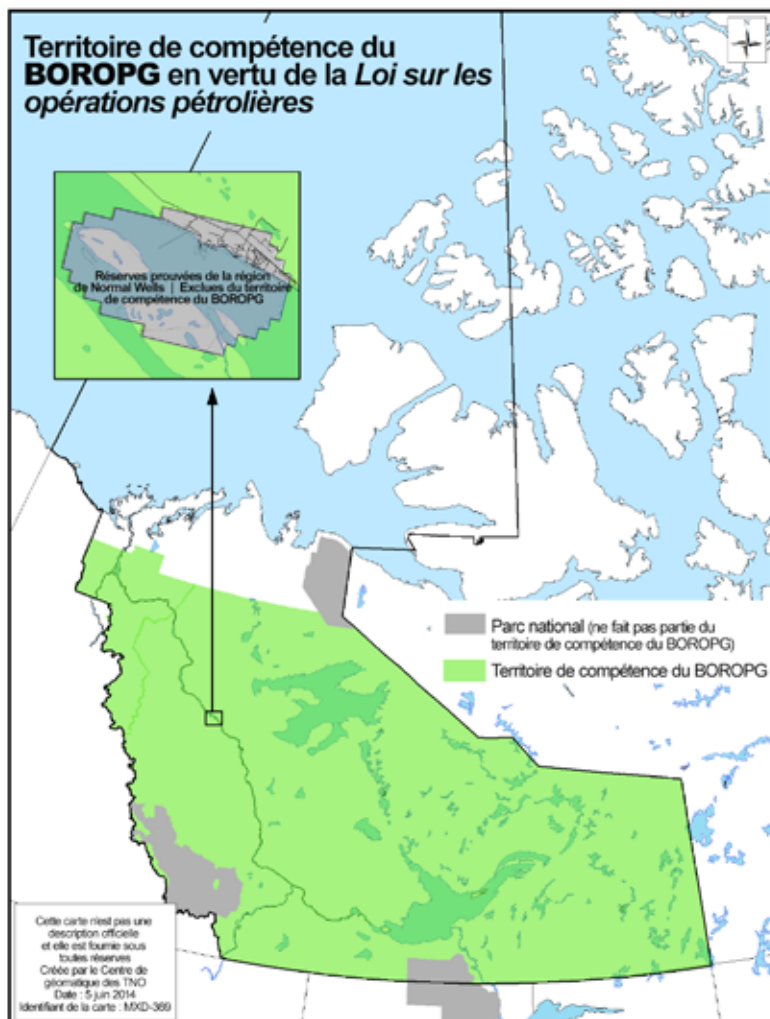 Territoire de compétence du
BOROPG en vertu de la Loi sur les
opérations pétrolières
N
Réserves prouvées de la région
de Normal Wells | Exclues du territoire
de compétence du BOROPG
Parc national (ne fait pas partie du
territoire de compétence du BOROPG)
Territoire de compétence du BOROPG
Cette carte n'est pas une
description officielle
et elle est fournie sous
toutes réserves
Créée par le Centre de
géomatique des TNO
Date : 5 juin 2014
Identifiant de la carte : MXD-369